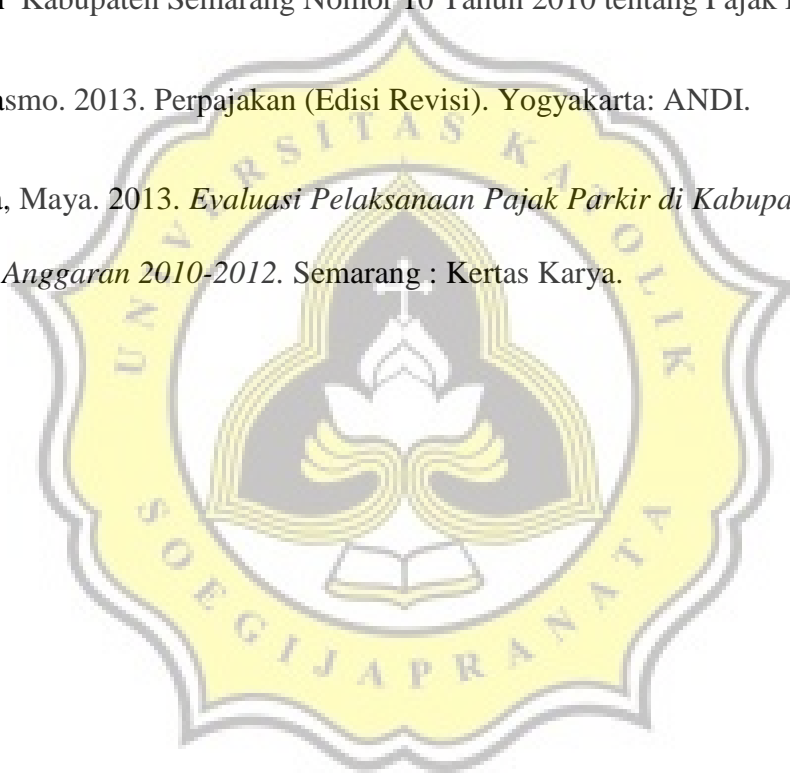 Kabupaten Semarang Nomor 10 Tahun 2010 tentang Pajak
asmo. 2013. Perpajakan (Edisi Revisi). Yogyakarta: ANDI.
, Maya. 2013. Evaluasi Pelaksanaan Pajak Parkir di Kabupa
Anggaran 2010-2012. Semarang : Kertas Karya.
UNIVERSITAS KATOLIK
SOEGIJAPRANATA